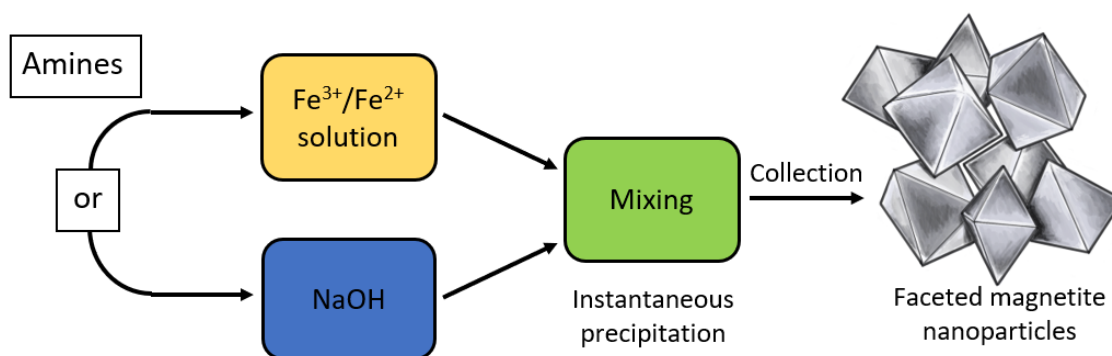 Amines
or
Fe³⁺/Fe²⁺
solution
NaOH
Mixing
Instantaneous
precipitation
Collection
Faceted magnetite
nanoparticles